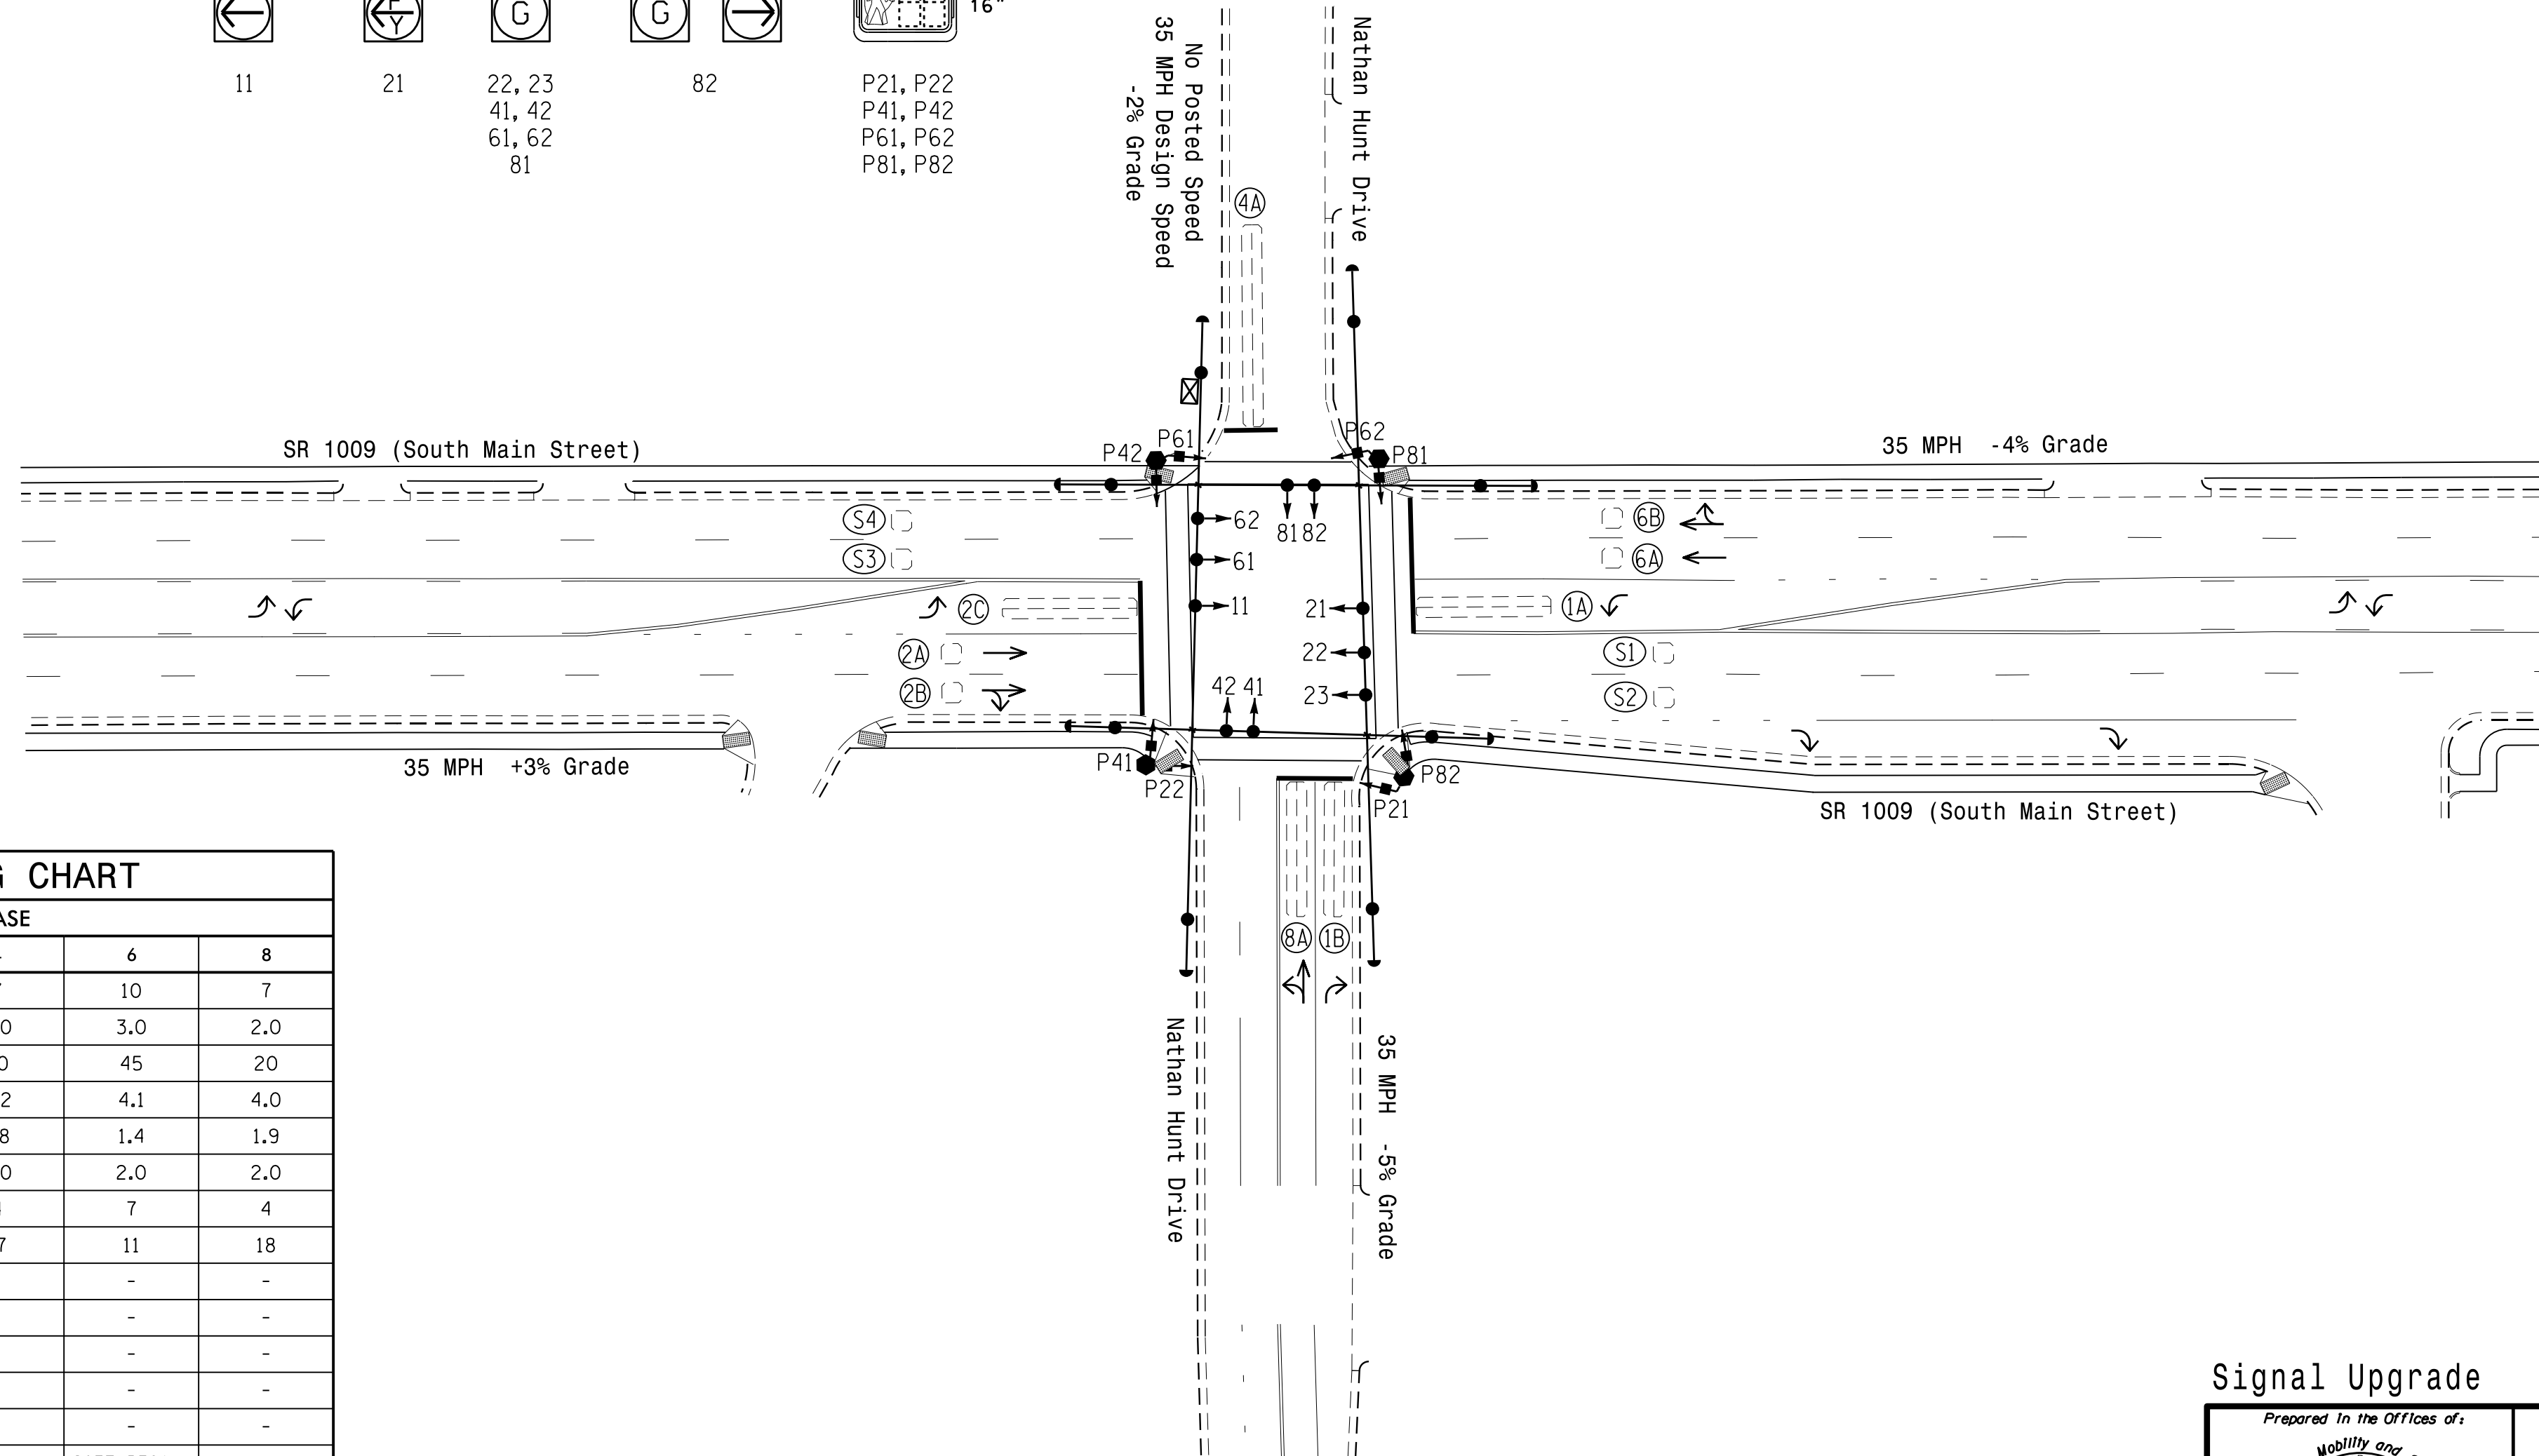 G
G
16"
F
Y
11
21
22, 23
41, 42
61, 62
81
82
P21, P22
P41, P42
P61, P62
P81, P82
No Posted Speed
35 MPH Design Speed
-2% Grade
Nathan Hunt Drive
4A
SR 1009 (South Main Street)
P42
P61
P62
P81
35 MPH -4% Grade
S4
S3
62
61
11
81 82
6B
6A
2C
21
1A
2A
22
S1
2B
42 41
23
S2
35 MPH +3% Grade
P41
P22
P82
P21
SR 1009 (South Main Street)
8A
1B
Nathan Hunt Drive
35 MPH -5% Grade
CHART
6 8
10 7
3.0 2.0
45 20
4.1 4.0
1.4 1.9
2.0 2.0
7 4
11 18
- -
- -
- -
- -
- -
Signal Upgrade
Prepared in the Offices of:
Mobility and